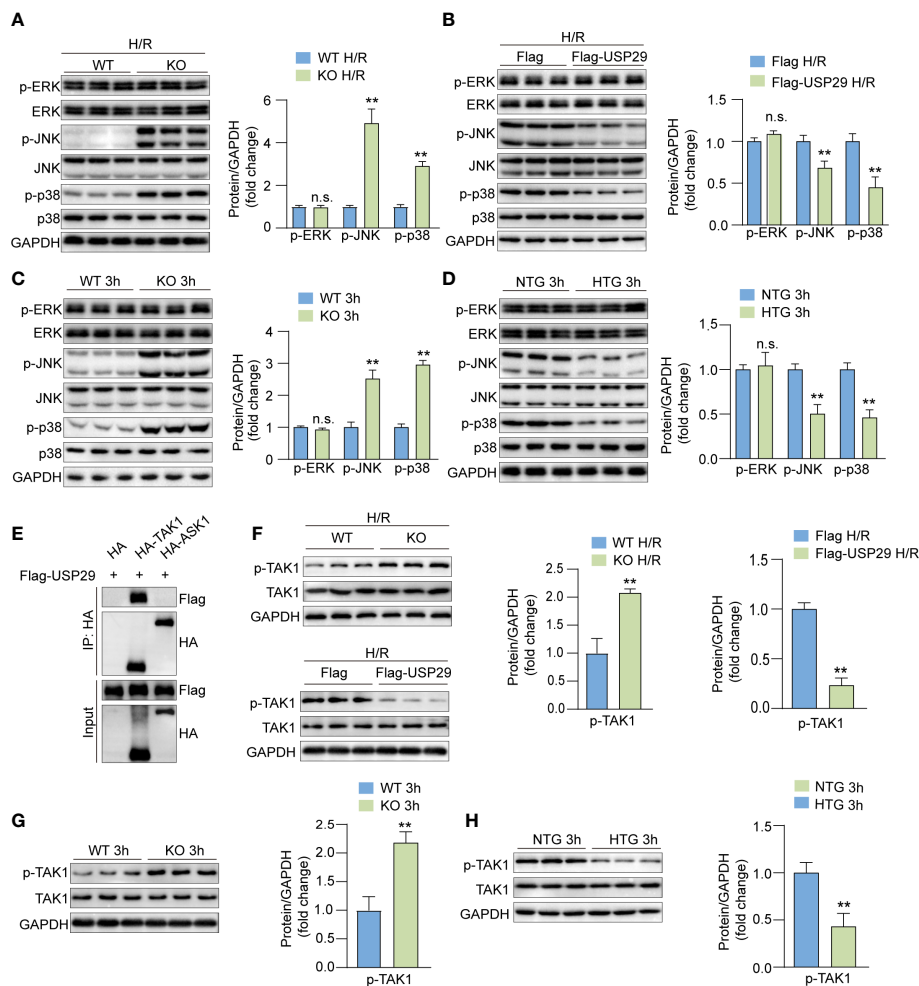 A
H/R
WT KO
p-ERK
ERK
p-JNK
JNK
p-p38
p38
GAPDH
WT H/R
KO H/R
Protein/GAPDH
(fold change)
6
4
2
0
n.s.
**
**
p-ERK p-JNK p-p38
B
H/R
Flag Flag-USP29
p-ERK
ERK
p-JNK
JNK
p-p38
p38
GAPDH
Flag H/R
Flag-USP29 H/R
Protein/GAPDH
(fold change)
1.5
1.0
0.5
0.0
n.s.
**
**
p-ERK p-JNK p-p38
C
WT 3h KO 3h
p-ERK
ERK
p-JNK
JNK
p-p38
p38
GAPDH
WT 3h
KO 3h
Protein/GAPDH
(fold change)
4
3
2
1
0
n.s.
**
**
p-ERK p-JNK p-p38
D
NTG 3h HTG 3h
p-ERK
ERK
p-JNK
JNK
p-p38
p38
GAPDH
NTG 3h
HTG 3h
Protein/GAPDH
(fold change)
1.5
1.0
0.5
0.0
n.s.
**
**
p-ERK p-JNK p-p38
E
HA HA-TAK1 HA-ASK1
Flag-USP29 + + +
IP: HA
Flag
HA
Input
Flag
HA
F
H/R
WT KO
p-TAK1
TAK1
GAPDH
H/R
Flag Flag-USP29
p-TAK1
TAK1
GAPDH
WT H/R
KO H/R
Protein/GAPDH
(fold change)
2.5
2.0
1.5
1.0
0.5
0.0
**
p-TAK1
Flag H/R
Flag-USP29 H/R
Protein/GAPDH
(fold change)
1.5
1.0
0.5
0.0
**
p-TAK1
G
WT 3h KO 3h
p-TAK1
TAK1
GAPDH
WT 3h
KO 3h
Protein/GAPDH
(fold change)
2.5
2.0
1.0
1.0
0.0
**
p-TAK1
H
NTG 3h HTG 3h
p-TAK1
TAK1
GAPDH
NTG 3h
HTG 3h
Protein/GAPDH
(fold change)
1.5
1.0
0.5
0.0
**
p-TAK1